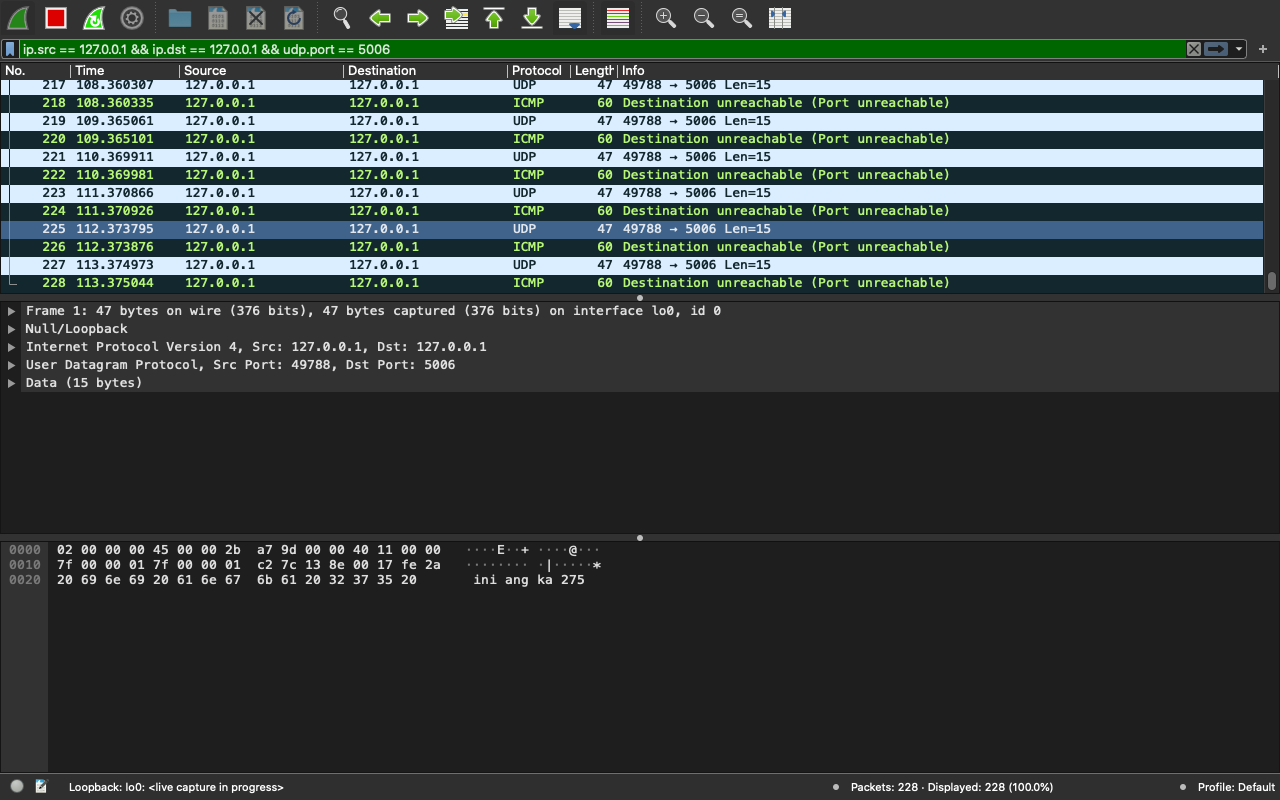 ip.src == 127.0.0.1 && ip.dst == 127.0.0.1 && udp.port == 5006
No. Time Source Destination Protocol Length Info
217 108.360307 127.0.0.1 127.0.0.1 UDP 47 49788 → 5006 Len=15
218 108.360335 127.0.0.1 127.0.0.1 ICMP 60 Destination unreachable (Port unreachable)
219 109.365061 127.0.0.1 127.0.0.1 UDP 47 49788 → 5006 Len=15
220 109.365101 127.0.0.1 127.0.0.1 ICMP 60 Destination unreachable (Port unreachable)
221 110.369911 127.0.0.1 127.0.0.1 UDP 47 49788 → 5006 Len=15
222 110.369981 127.0.0.1 127.0.0.1 ICMP 60 Destination unreachable (Port unreachable)
223 111.370866 127.0.0.1 127.0.0.1 UDP 47 49788 → 5006 Len=15
224 111.370926 127.0.0.1 127.0.0.1 ICMP 60 Destination unreachable (Port unreachable)
225 112.373795 127.0.0.1 127.0.0.1 UDP 47 49788 → 5006 Len=15
226 112.373876 127.0.0.1 127.0.0.1 ICMP 60 Destination unreachable (Port unreachable)
227 113.374973 127.0.0.1 127.0.0.1 UDP 47 49788 → 5006 Len=15
228 113.375044 127.0.0.1 127.0.0.1 ICMP 60 Destination unreachable (Port unreachable)
Frame 1: 47 bytes on wire (376 bits), 47 bytes captured (376 bits) on interface lo0, id 0
Null/Loopback
Internet Protocol Version 4, Src: 127.0.0.1, Dst: 127.0.0.1
User Datagram Protocol, Src Port: 49788, Dst Port: 5006
Data (15 bytes)
0000 02 00 00 00 45 00 00 2b a7 9d 00 00 40 11 00 00 ····E··+ ····@···
0010 7f 00 00 01 7f 00 00 01 c2 7c 13 8e 00 17 fe 2a ········ ·|·····*
0020 20 69 6e 69 20 61 6e 67 6b 61 20 32 37 35 20 ini ang ka 275
Loopback: lo0: <live capture in progress> Packets: 228 · Displayed: 228 (100.0%) Profile: Default